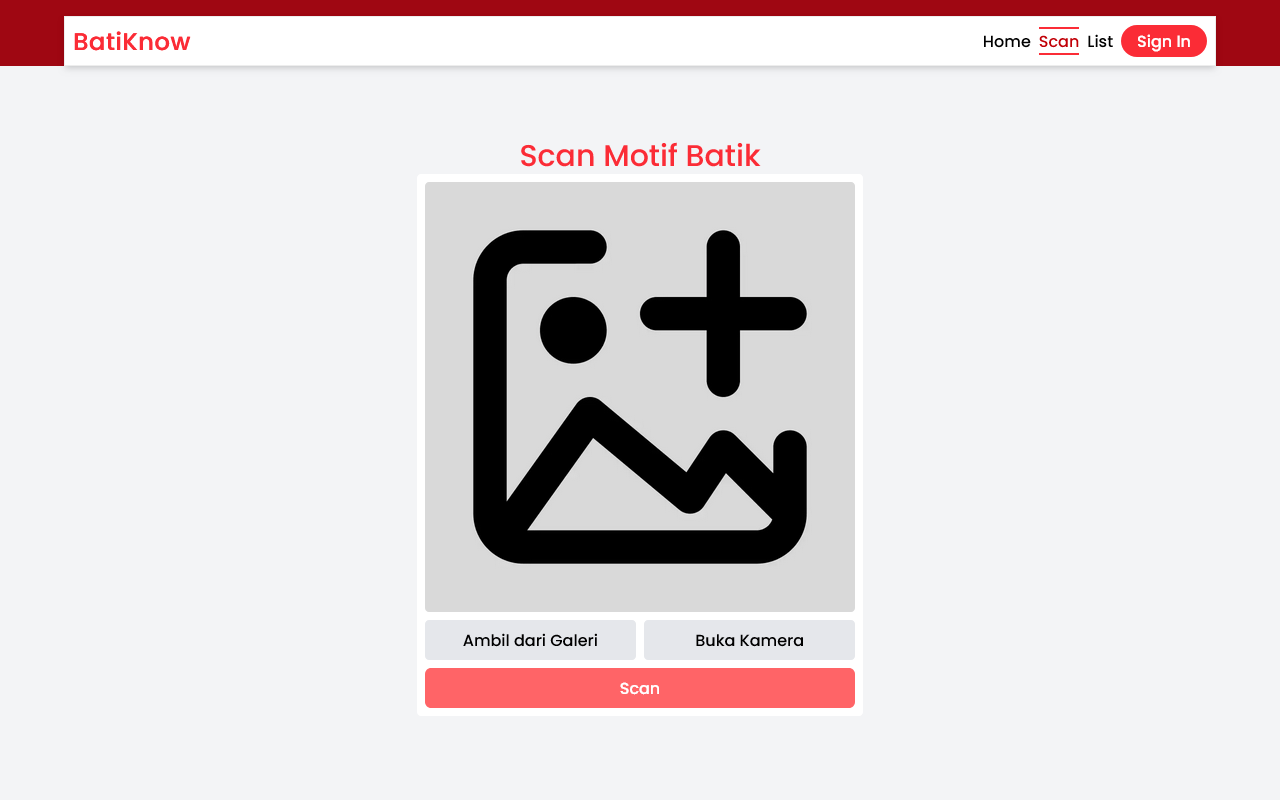 BatiKnow
Home Scan List Sign In
Scan Motif Batik
Ambil dari Galeri Buka Kamera
Scan